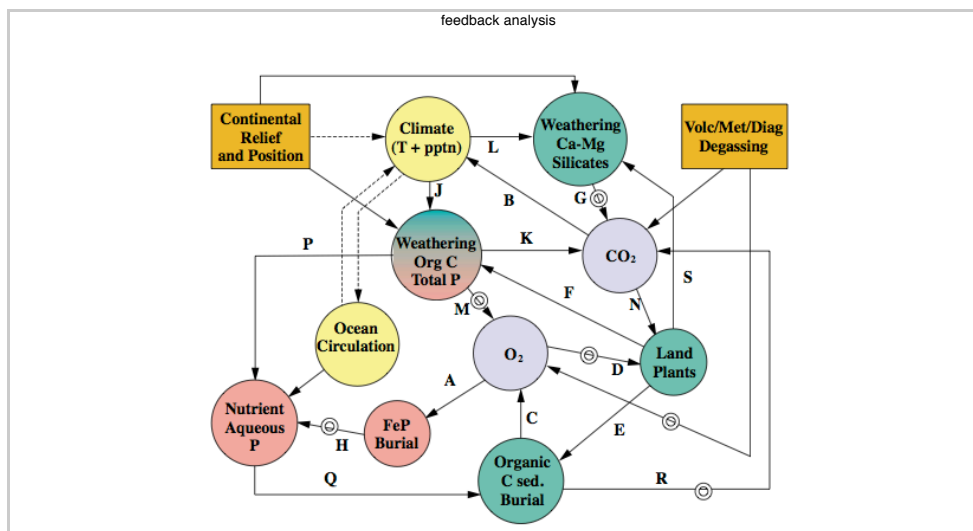 feedback analysis
Continental
Relief
and Position
Climate
(T + pptn)
L
Weathering
Ca-Mg
Silicates
Volc/Met/Diag
Degassing
J
B
G
P
Weathering
Org C
Total P
K
CO₂
S
F
N
M
Ocean
Circulation
O₂
D
Land
Plants
A
C
E
Nutrient
Aqueous
P
H
FeP
Burial
Q
Organic
C sed.
Burial
R